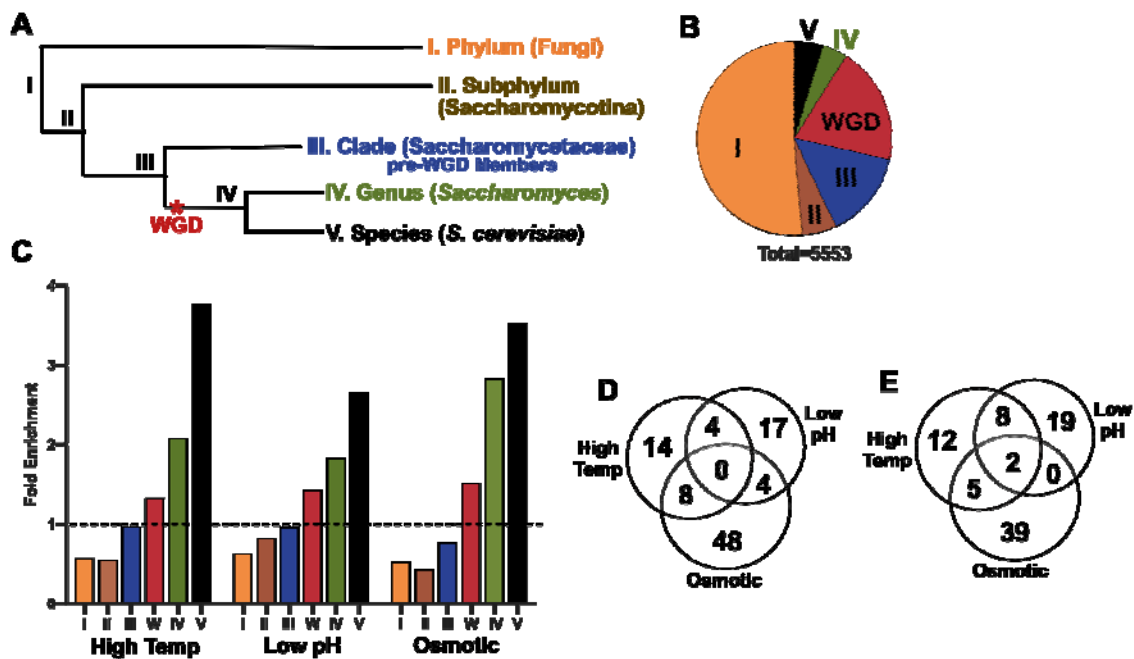 A
I. Phylum (Fungi)
I
II. Subphylum
(Saccharomycotina)
II
III
III. Clade (Saccharomycetaceae)
pre-WGD Members
IV
IV. Genus (Saccharomyces)
*
WGD
V. Species (S. cerevisiae)
B
V
IV
WGD
I
III
II
Total=5553
C
Fold Enrichment
4
3
2
1
0
I II III W IV V
I II III W IV V
I II III W IV V
High Temp
Low pH
Osmotic
D
High
Temp
14
4
17
Low
pH
0
8
4
48
Osmotic
E
High
Temp
12
8
19
Low
pH
2
5
0
39
Osmotic